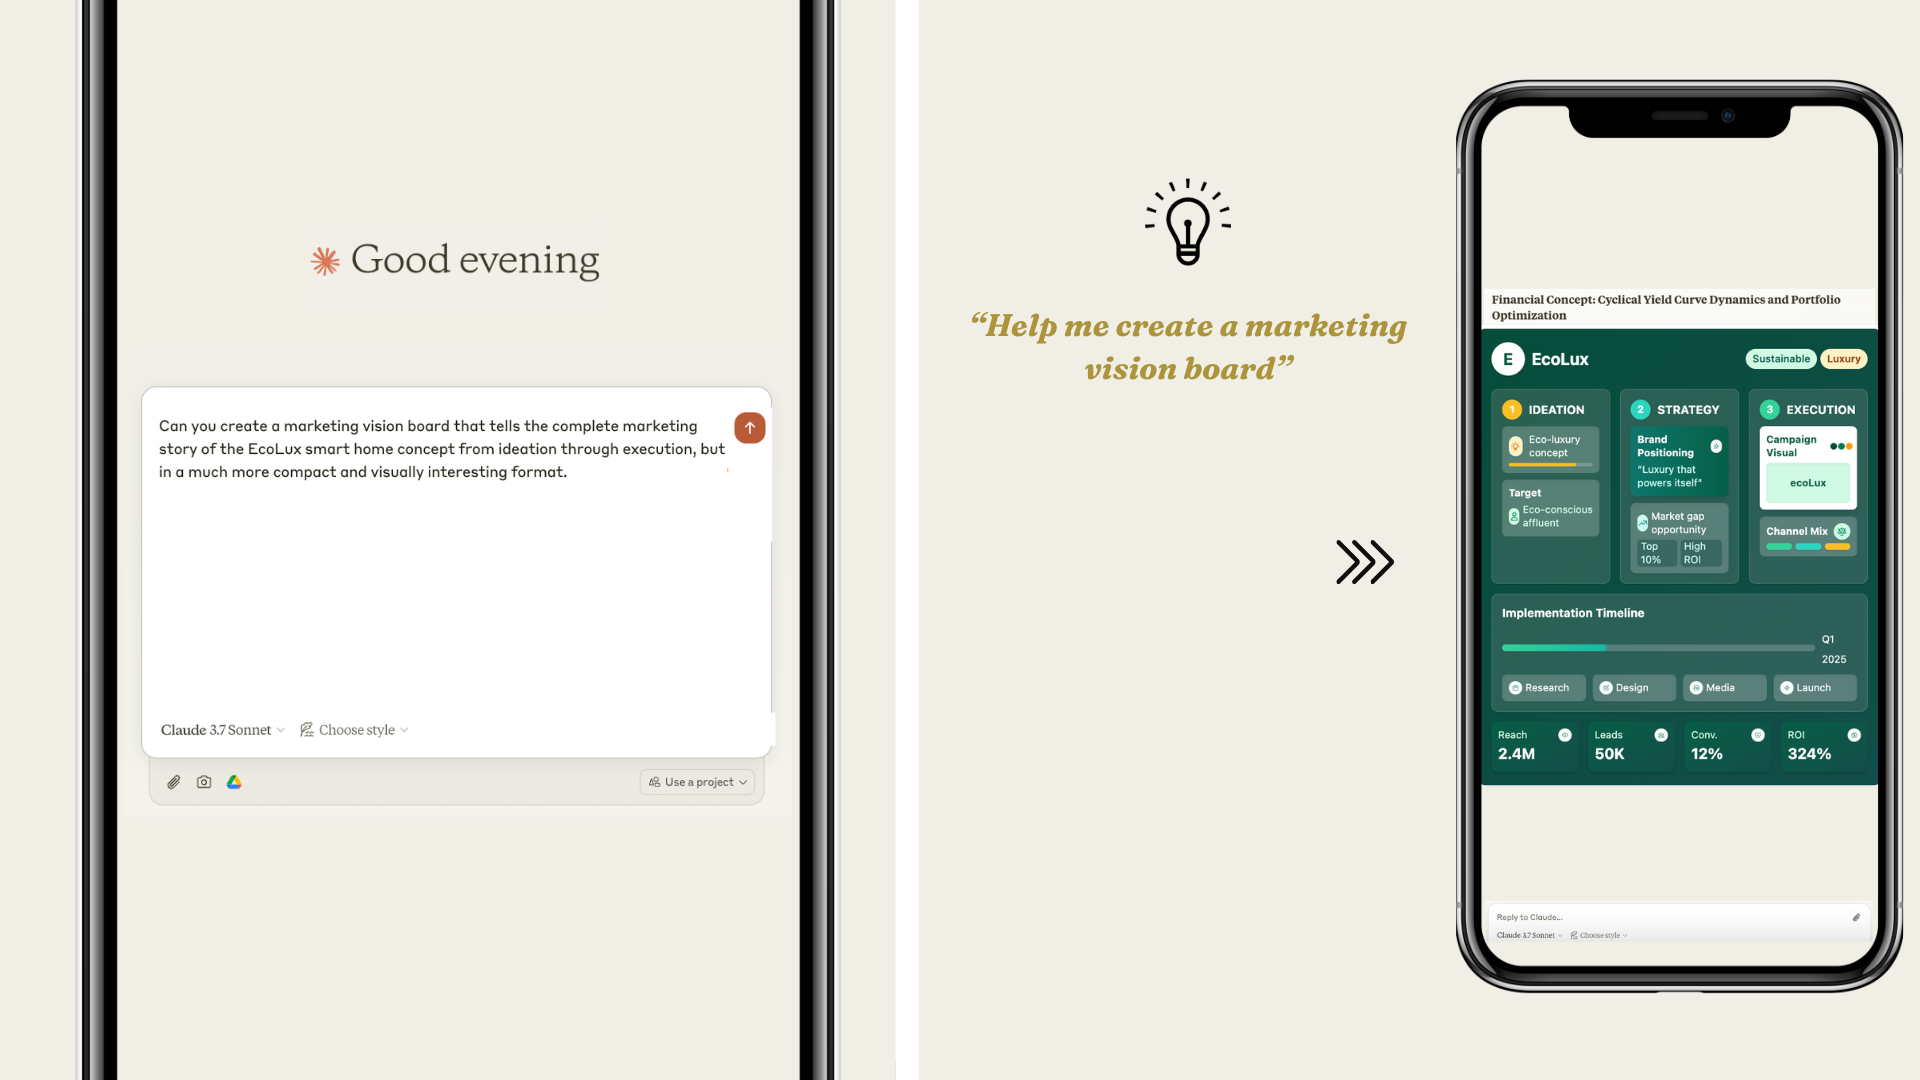 Good evening
Can you create a marketing vision board that tells the complete marketing
story of the EcoLux smart home concept from ideation through execution, but
in a much more compact and visually interesting format.
Claude 3.7 Sonnet
Choose style
Use a project
“Help me create a marketing
vision board”
Financial Concept: Cyclical Yield Curve Dynamics and Portfolio
Optimization
E
EcoLux
Sustainable
Luxury
1
IDEATION
Eco-luxury
concept
Target
Eco-conscious
affluent
2
STRATEGY
Brand
Positioning
"Luxury that
powers itself"
Market gap
opportunity
Top
10%
High
ROI
3
EXECUTION
Campaign
Visual
ecoLux
Channel Mix
Implementation Timeline
Q1
2025
Research
Design
Media
Launch
Reach
2.4M
Leads
50K
Conv.
12%
ROI
324%
Reply to Claude...
Claude 3.7 Sonnet
Choose style